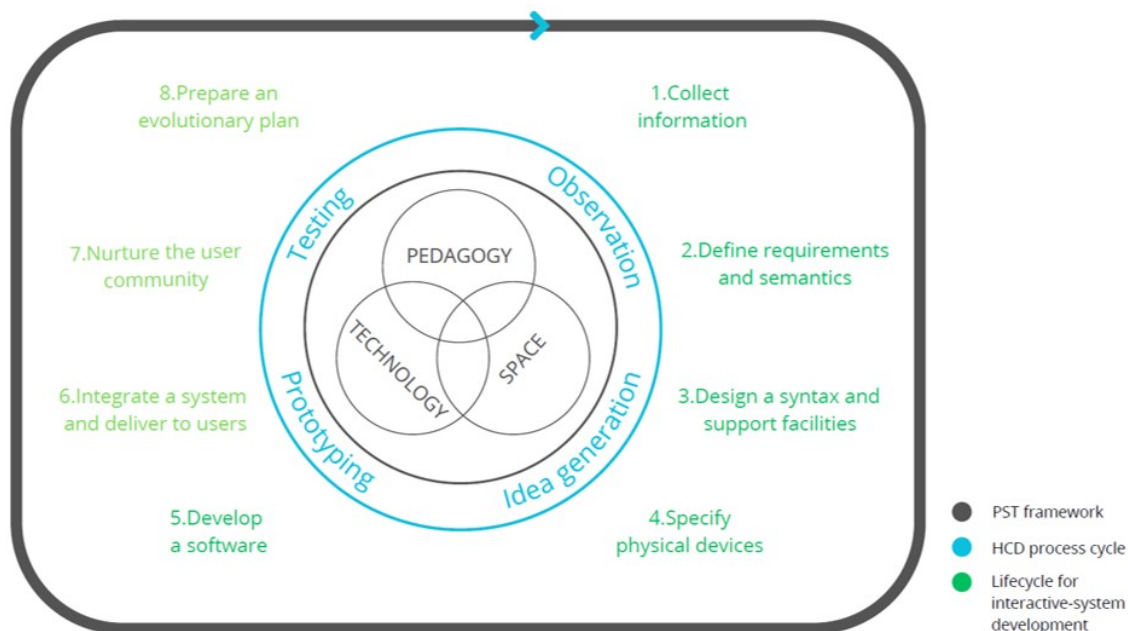 8.Prepare an
evolutionary plan
1.Collect
information
Testing
Observation
PEDAGOGY
7.Nurture the user
community
2.Define requirements
and semantics
TECHNOLOGY
SPACE
6.Integrate a system
and deliver to users
3.Design a syntax and
support facilities
Prototyping
Idea generation
5.Develop
a software
4.Specify
physical devices
PST framework
HCD process cycle
Lifecycle for
interactive-system
development